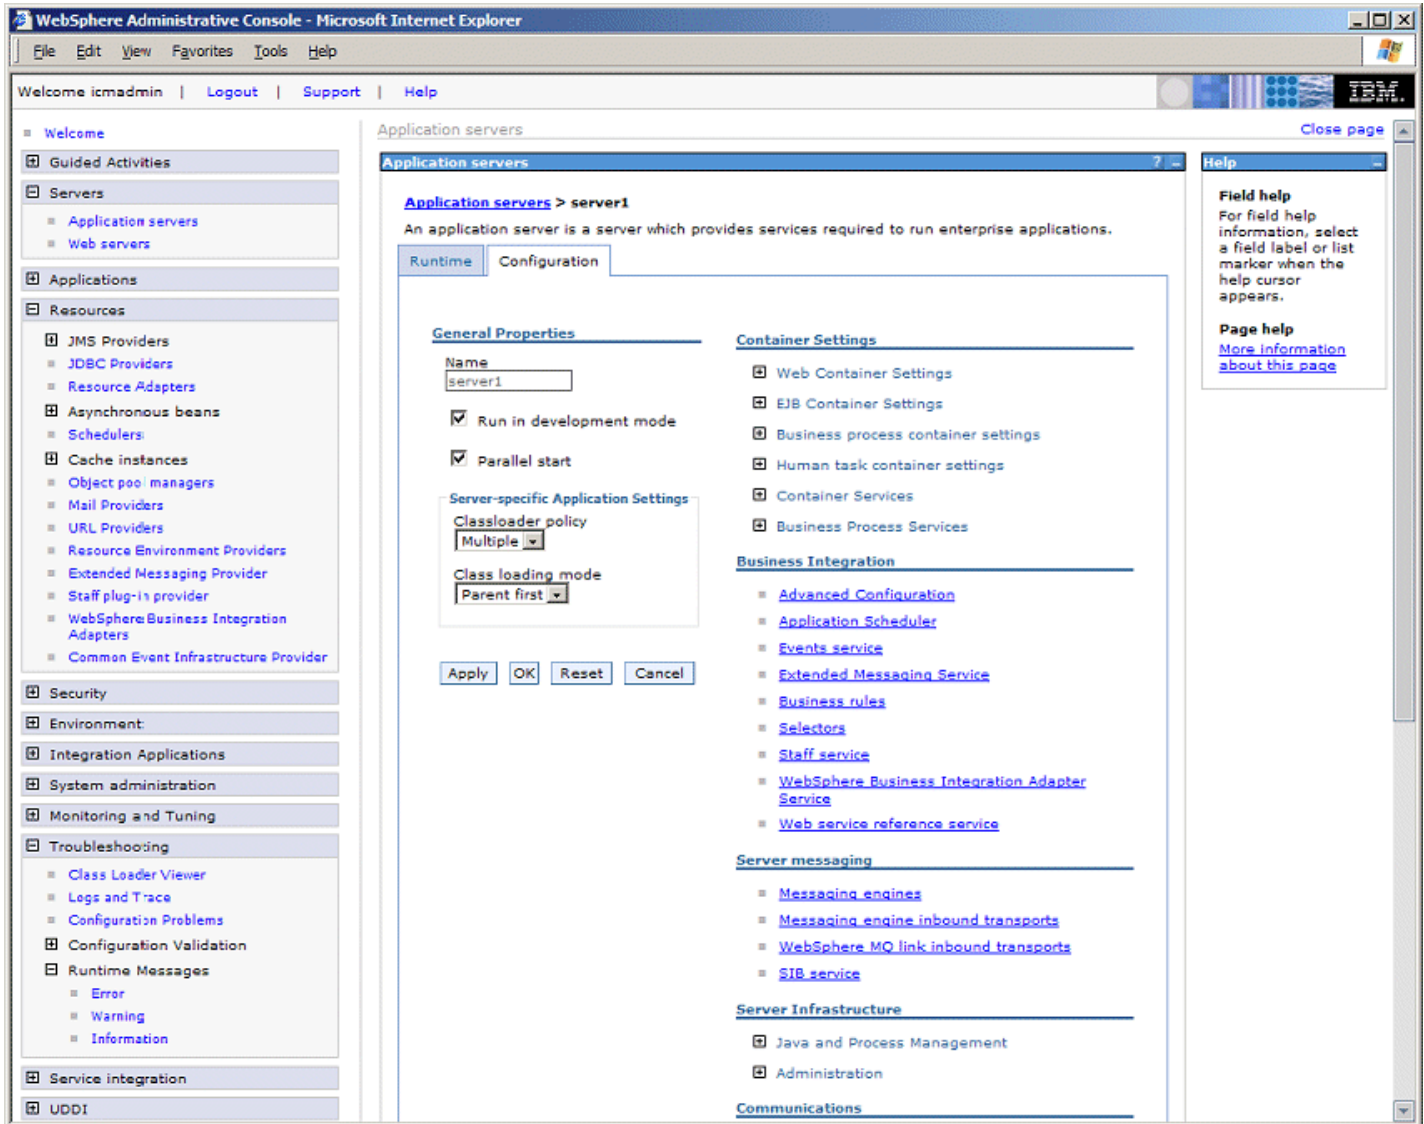 WebSphere Administrative Console - Microsoft Internet Explorer
File Edit View Favorites Tools Help
Welcome icmadmin | Logout | Support | Help
IBM.
Welcome
Guided Activities
Servers
Application servers
Web servers
Applications
Resources
JMS Providers
JDBC Providers
Resource Adapters
Asynchronous beans
Schedulers
Cache instances
Object pool managers
Mail Providers
URL Providers
Resource Environment Providers
Extended Messaging Provider
Staff plug-in provider
WebSphere Business Integration
Adapters
Common Event Infrastructure Provider
Security
Environment
Integration Applications
System administration
Monitoring and Tuning
Troubleshooting
Class Loader Viewer
Logs and Trace
Configuration Problems
Configuration Validation
Runtime Messages
Error
Warning
Information
Service integration
UDDI
Application servers
Close page
Application servers ? –
Application servers > server1
An application server is a server which provides services required to run enterprise applications.
Runtime Configuration
General Properties
Name
server1
Run in development mode
Parallel start
Server-specific Application Settings
Classloader policy
Multiple
Class loading mode
Parent first
Apply OK Reset Cancel
Container Settings
Web Container Settings
EJB Container Settings
Business process container settings
Human task container settings
Container Services
Business Process Services
Business Integration
Advanced Configuration
Application Scheduler
Events service
Extended Messaging Service
Business rules
Selectors
Staff service
WebSphere Business Integration Adapter
Service
Web service reference service
Server messaging
Messaging engines
Messaging engine inbound transports
WebSphere MQ link inbound transports
SIB service
Server Infrastructure
Java and Process Management
Administration
Communications
Help –
Field help
For field help
information, select
a field label or list
marker when the
help cursor
appears.
Page help
More information
about this page